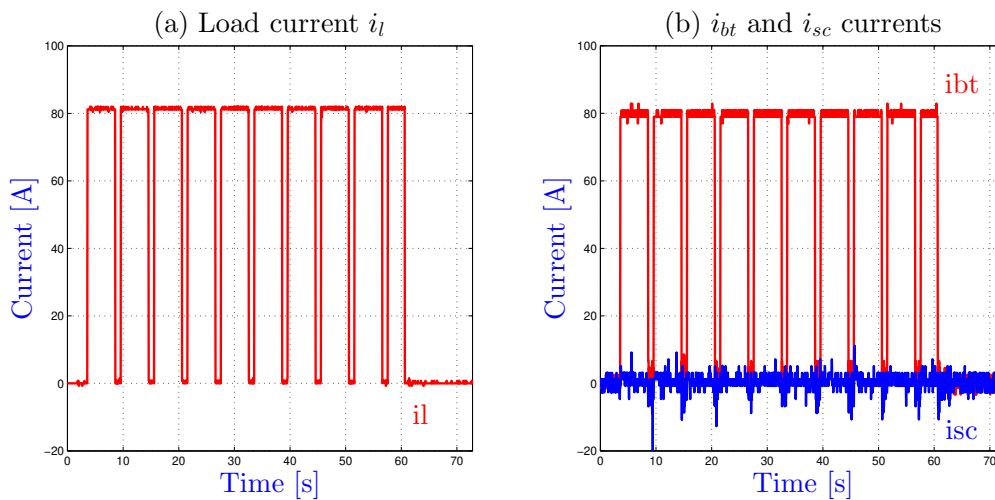 (a) Load current i_l
100
80
60
40
20
0
−20
0 10 20 30 40 50 60 70
Current [A]
Time [s]
il
(b) i_bt and i_sc currents
100
80
60
40
20
0
−20
0 10 20 30 40 50 60 70
Current [A]
Time [s]
ibt
isc